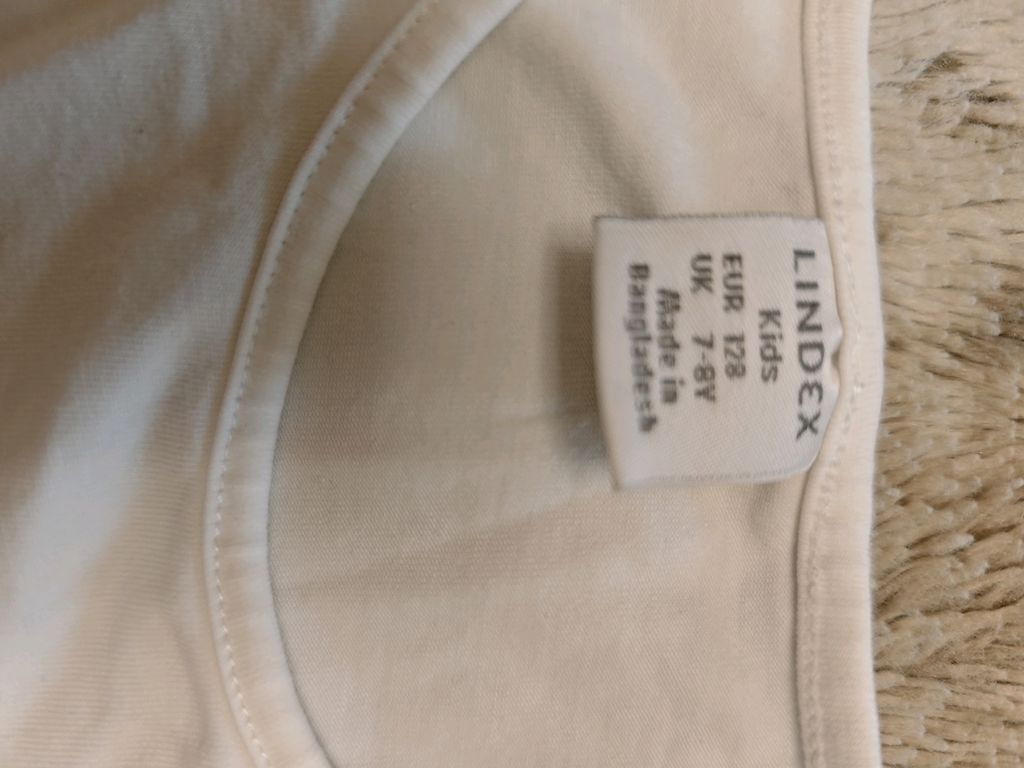 LINDEX
Kids
EUR 128
UK 7-8Y
Made in
Bangladesh